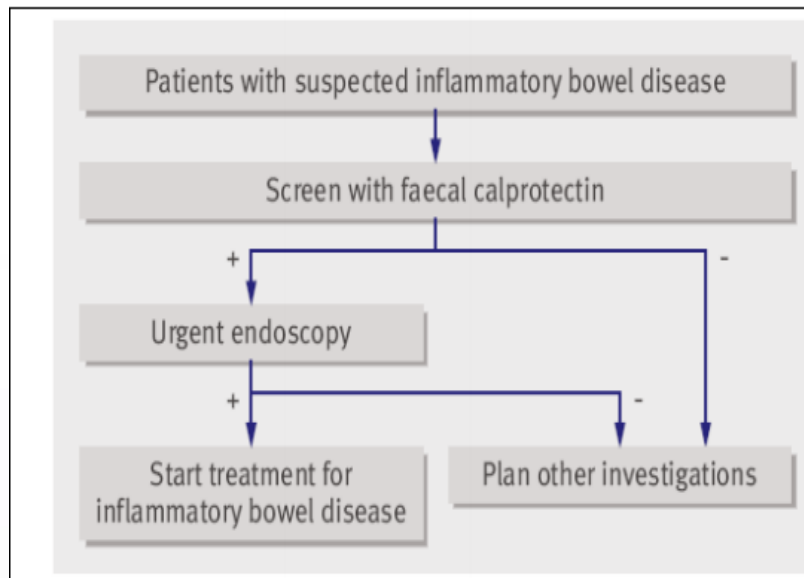 Patients with suspected inflammatory bowel disease
Screen with faecal calprotectin
+
-
Urgent endoscopy
+
-
Start treatment for
inflammatory bowel disease
Plan other investigations